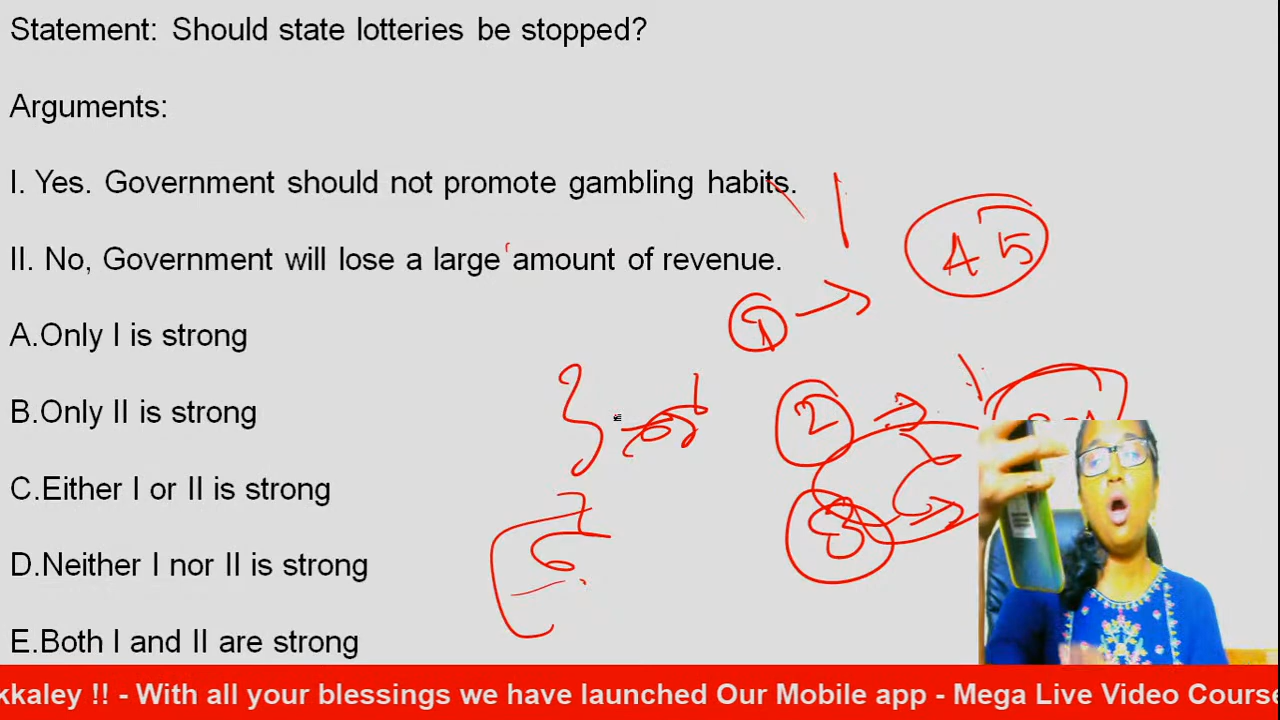 Statement: Should state lotteries be stopped?
Arguments:
I. Yes. Government should not promote gambling habits.
II. No, Government will lose a large amount of revenue.
45
1
A.Only I is strong
B.Only II is strong
2
C.Either I or II is strong
3
D.Neither I nor II is strong
E.Both I and II are strong
kkaley !! - With all your blessings we have launched Our Mobile app - Mega Live Video Course